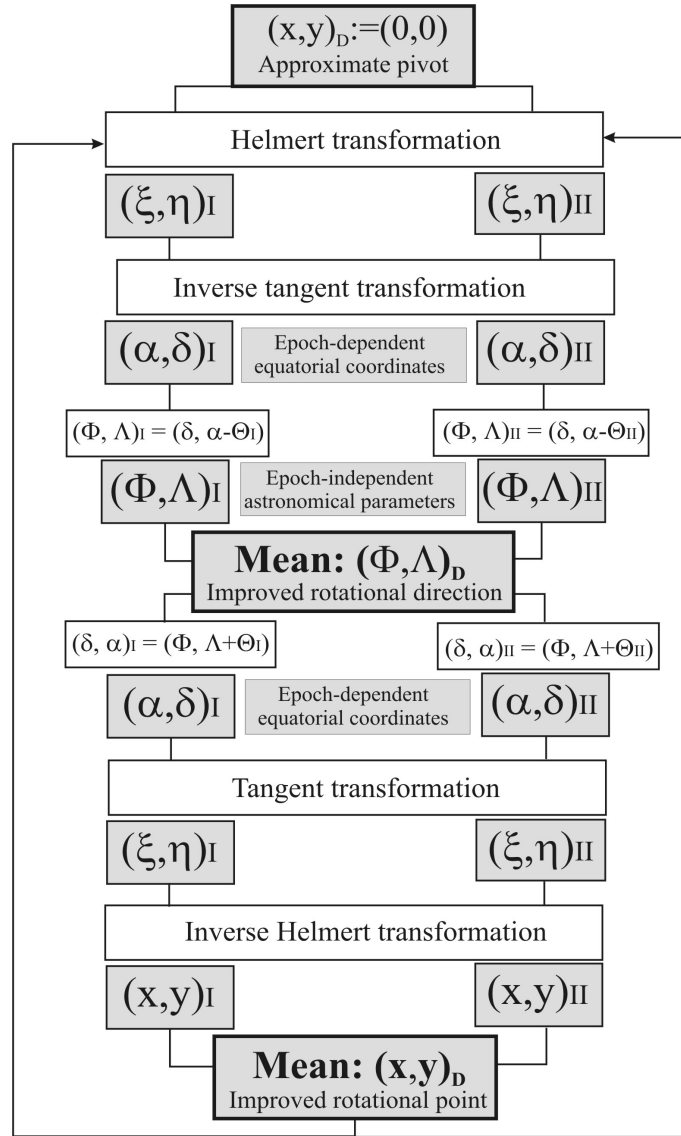 (x,y)D:=(0,0)
Approximate pivot
Helmert transformation
(ξ,η)I
(ξ,η)II
Inverse tangent transformation
(α,δ)I
Epoch-dependent
equatorial coordinates
(α,δ)II
(Φ, Λ)I = (δ, α-ΘI)
(Φ, Λ)II = (δ, α-ΘII)
(Φ,Λ)I
Epoch-independent
astronomical parameters
(Φ,Λ)II
Mean: (Φ,Λ)D
Improved rotational direction
(δ, α)I = (Φ, Λ+ΘI)
(δ, α)II = (Φ, Λ+ΘII)
(α,δ)I
Epoch-dependent
equatorial coordinates
(α,δ)II
Tangent transformation
(ξ,η)I
(ξ,η)II
Inverse Helmert transformation
(x,y)I
(x,y)II
Mean: (x,y)D
Improved rotational point